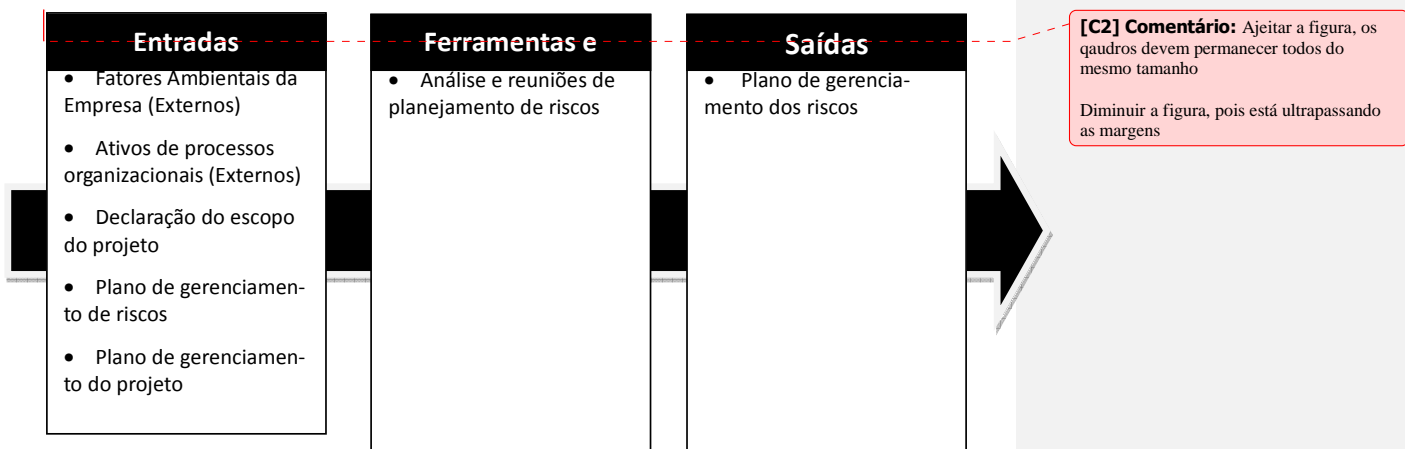 Entradas
• Fatores Ambientais da
Empresa (Externos)
• Ativos de processos
organizacionais (Externos)
• Declaração do escopo
do projeto
• Plano de gerenciamen-
to de riscos
• Plano de gerenciamen-
to do projeto
Ferramentas e
• Análise e reuniões de
planejamento de riscos
Saídas
• Plano de gerencia-
mento dos riscos
[C2] Comentário: Ajeitar a figura, os
qaudros devem permanecer todos do
mesmo tamanho
Diminuir a figura, pois está ultrapassando
as margens